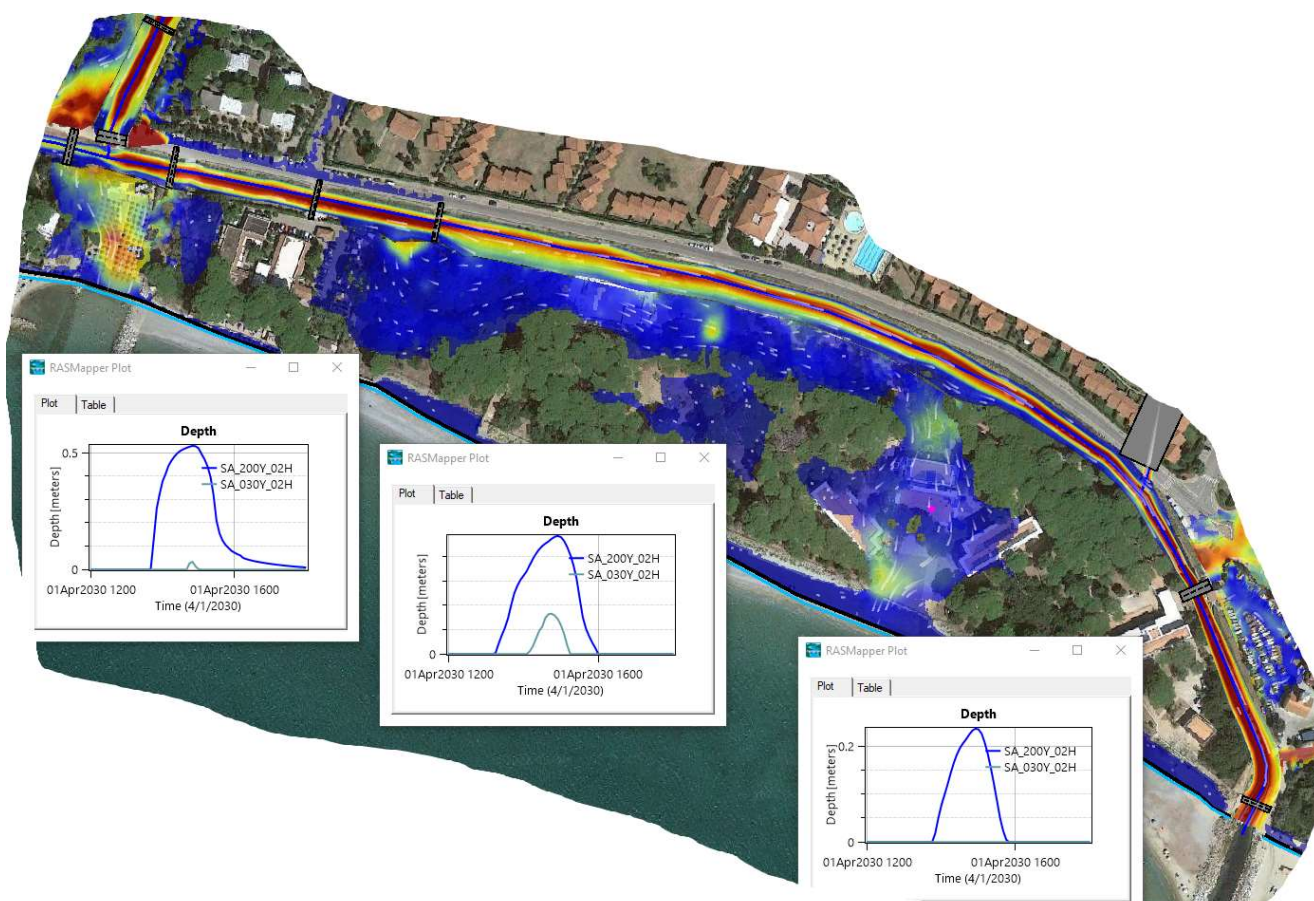 RASMapper Plot
Plot
Table
Depth
0.5
SA_200Y_02H
SA_030Y_02H
Depth [meters]
0
01Apr2030 1200
01Apr2030 1600
Time (4/1/2030)
RASMapper Plot
Plot
Table
Depth
SA_200Y_02H
SA_030Y_02H
Depth [meters]
0
01Apr2030 1200
01Apr2030 1600
Time (4/1/2030)
RASMapper Plot
Plot
Table
Depth
0.2
SA_200Y_02H
SA_030Y_02H
Depth [meters]
0
01Apr2030 1200
01Apr2030 1600
Time (4/1/2030)